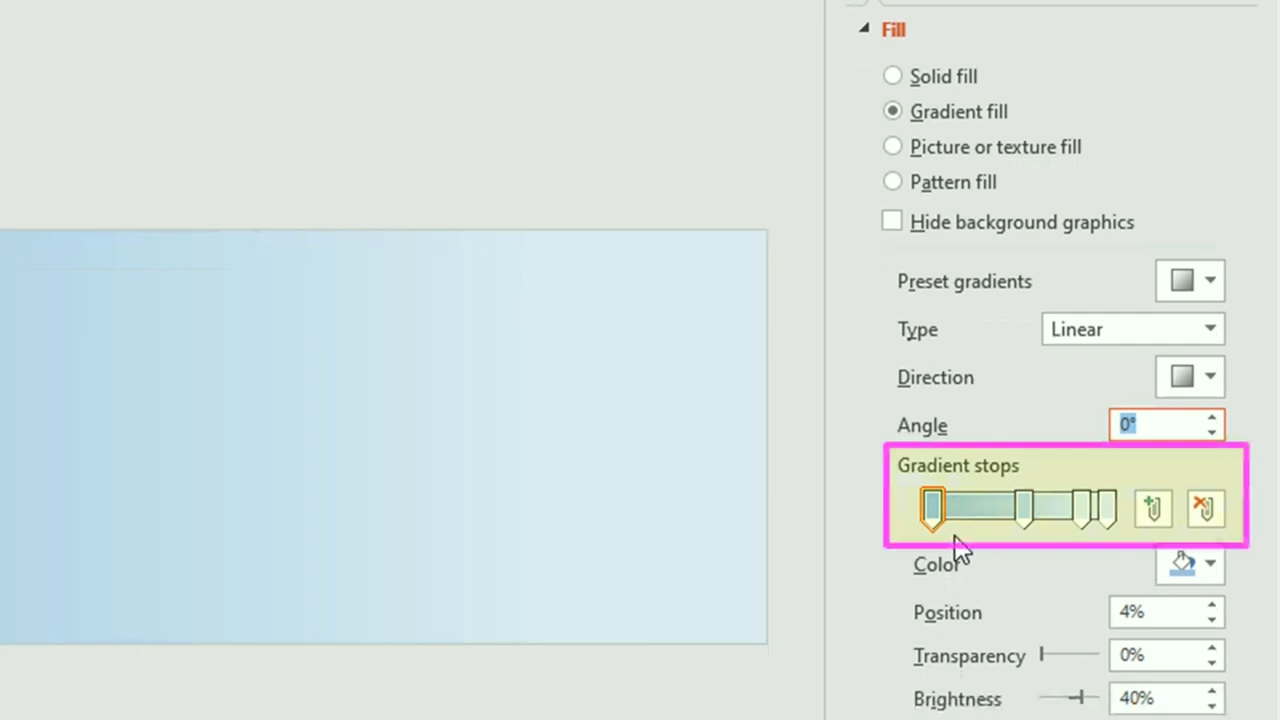 Fill
Solid fill
Gradient fill
Picture or texture fill
Pattern fill
Hide background graphics
Preset gradients
Type Linear
Direction
Angle 0°
Gradient stops
Color
Position 4%
Transparency 0%
Brightness 40%